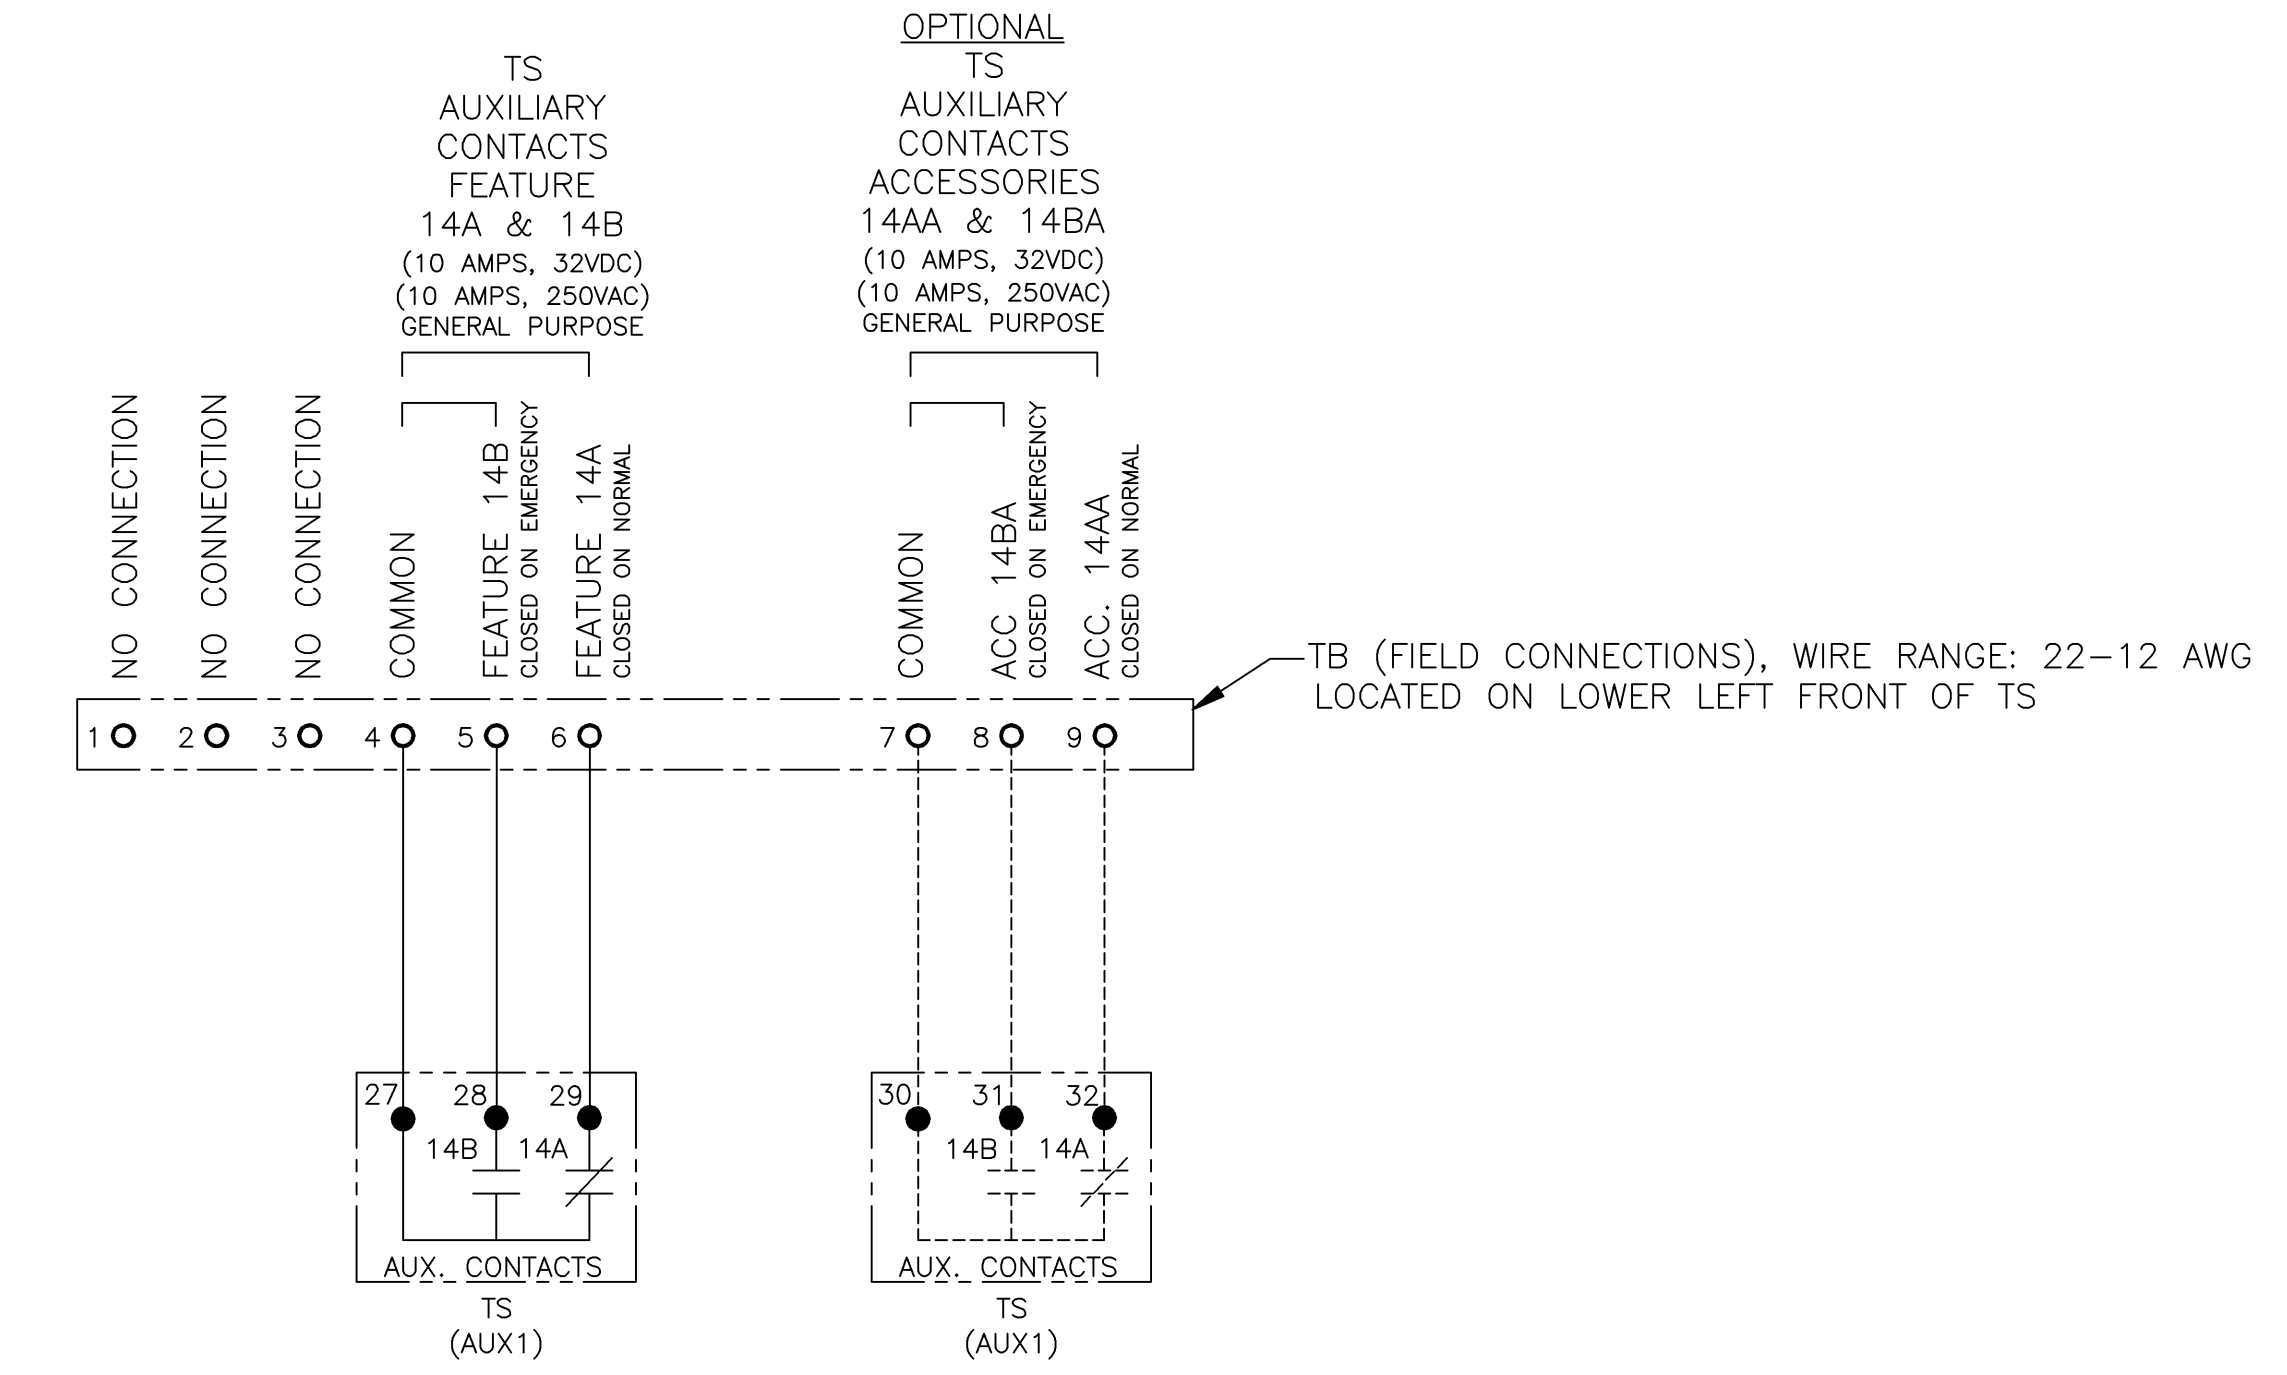 TS
AUXILIARY
CONTACTS
FEATURE
14A & 14B
(10 AMPS, 32VDC)
(10 AMPS, 250VAC)
GENERAL PURPOSE
OPTIONAL
TS
AUXILIARY
CONTACTS
ACCESSORIES
14AA & 14BA
(10 AMPS, 32VDC)
(10 AMPS, 250VAC)
GENERAL PURPOSE
NO CONNECTION
NO CONNECTION
NO CONNECTION
COMMON
FEATURE 14B
CLOSED ON EMERGENCY
FEATURE 14A
CLOSED ON NORMAL
COMMON
ACC 14BA
CLOSED ON EMERGENCY
ACC. 14AA
CLOSED ON NORMAL
TB (FIELD CONNECTIONS), WIRE RANGE: 22-12 AWG
LOCATED ON LOWER LEFT FRONT OF TS
1 2 3 4 5 6 7 8 9
27 28 29
14B 14A
AUX. CONTACTS
TS
(AUX1)
30 31 32
14B 14A
AUX. CONTACTS
TS
(AUX1)